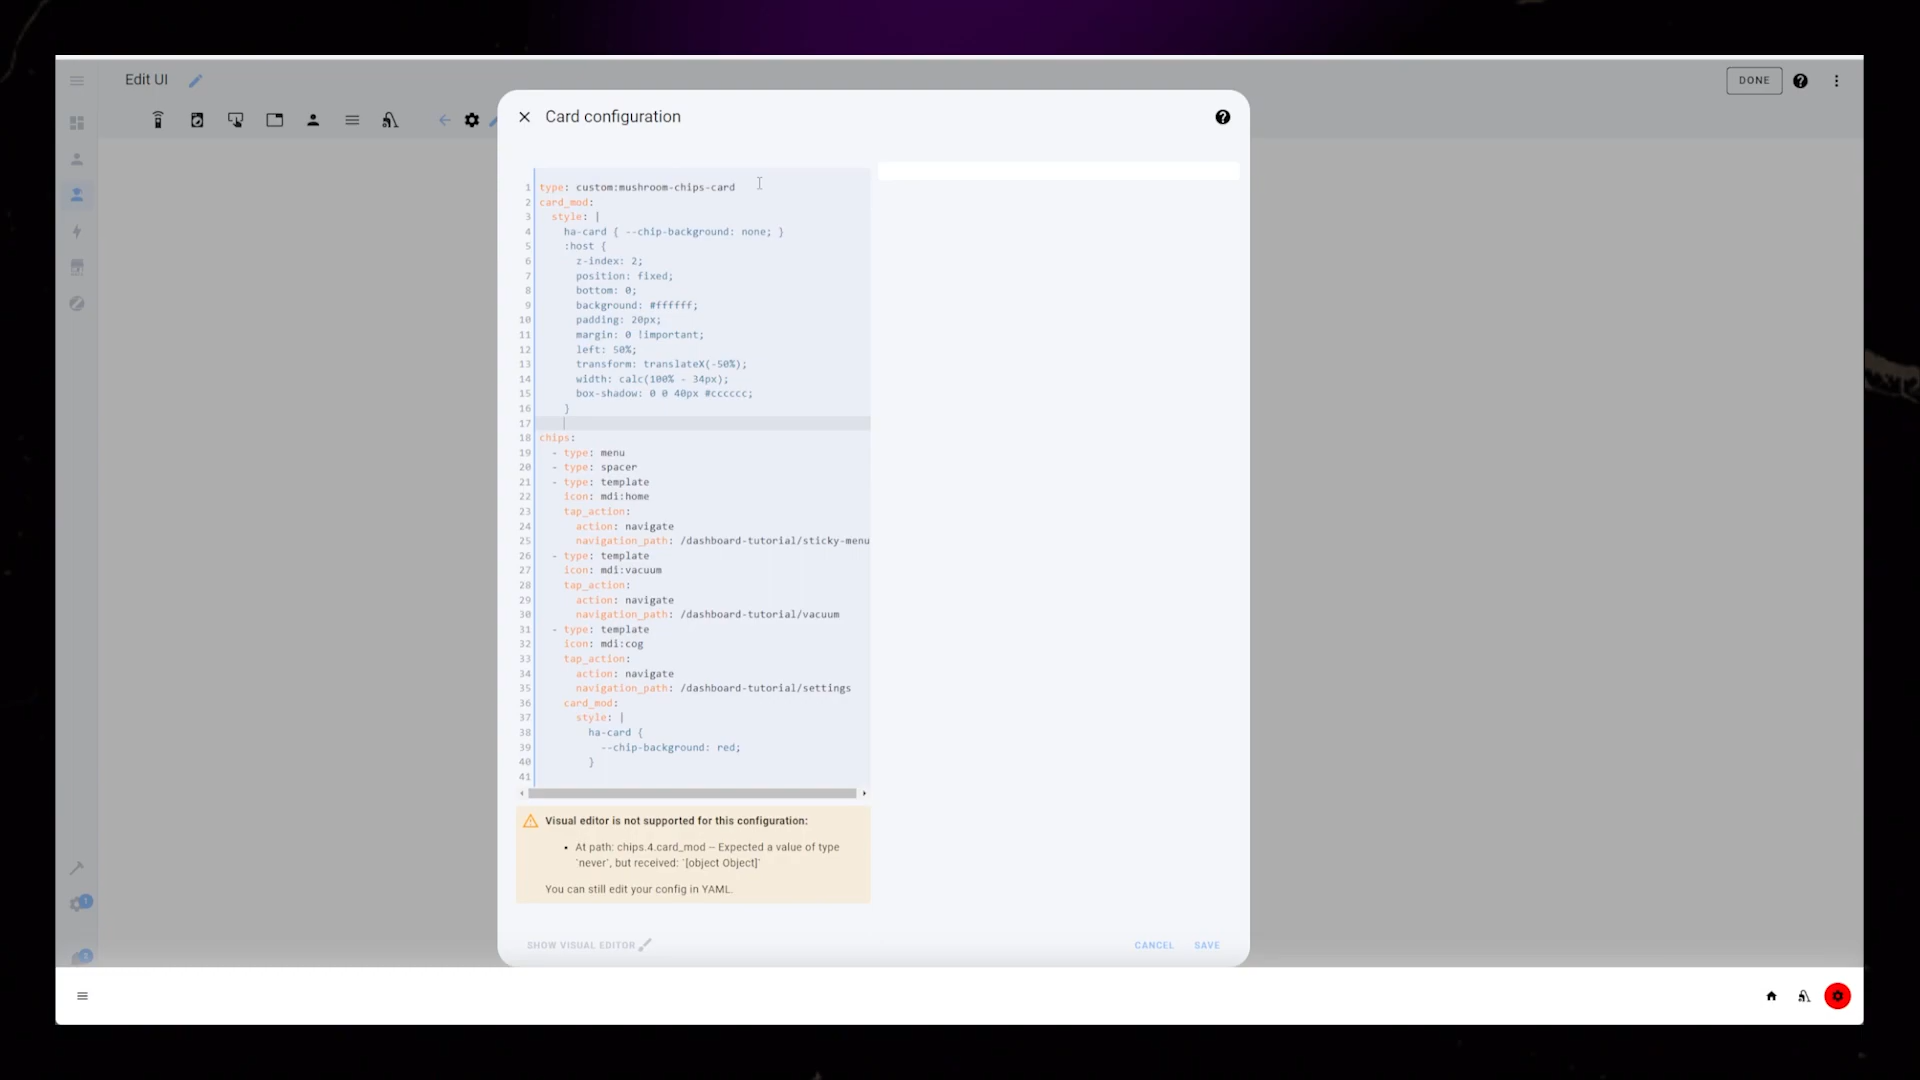 Edit UI
DONE
Card configuration
1 type: custom:mushroom-chips-card
2 card_mod:
3 style: |
4 ha-card { --chip-background: none; }
5 :host {
6 z-index: 2;
7 position: fixed;
8 bottom: 0;
9 background: #ffffff;
10 padding: 20px;
11 margin: 0 !important;
12 left: 50%;
13 transform: translateX(-50%);
14 width: calc(100% - 34px);
15 box-shadow: 0 0 40px #cccccc;
16 }
17
18 chips:
19 - type: menu
20 - type: spacer
21 - type: template
22 icon: mdi:home
23 tap_action:
24 action: navigate
25 navigation_path: /dashboard-tutorial/sticky-menu
26 - type: template
27 icon: mdi:vacuum
28 tap_action:
29 action: navigate
30 navigation_path: /dashboard-tutorial/vacuum
31 - type: template
32 icon: mdi:cog
33 tap_action:
34 action: navigate
35 navigation_path: /dashboard-tutorial/settings
36 card_mod:
37 style: |
38 ha-card {
39 --chip-background: red;
40 }
41
Visual editor is not supported for this configuration:
• At path: chips.4.card_mod -- Expected a value of type
`never`, but received: `[object Object]`
You can still edit your config in YAML.
SHOW VISUAL EDITOR
CANCEL
SAVE
1